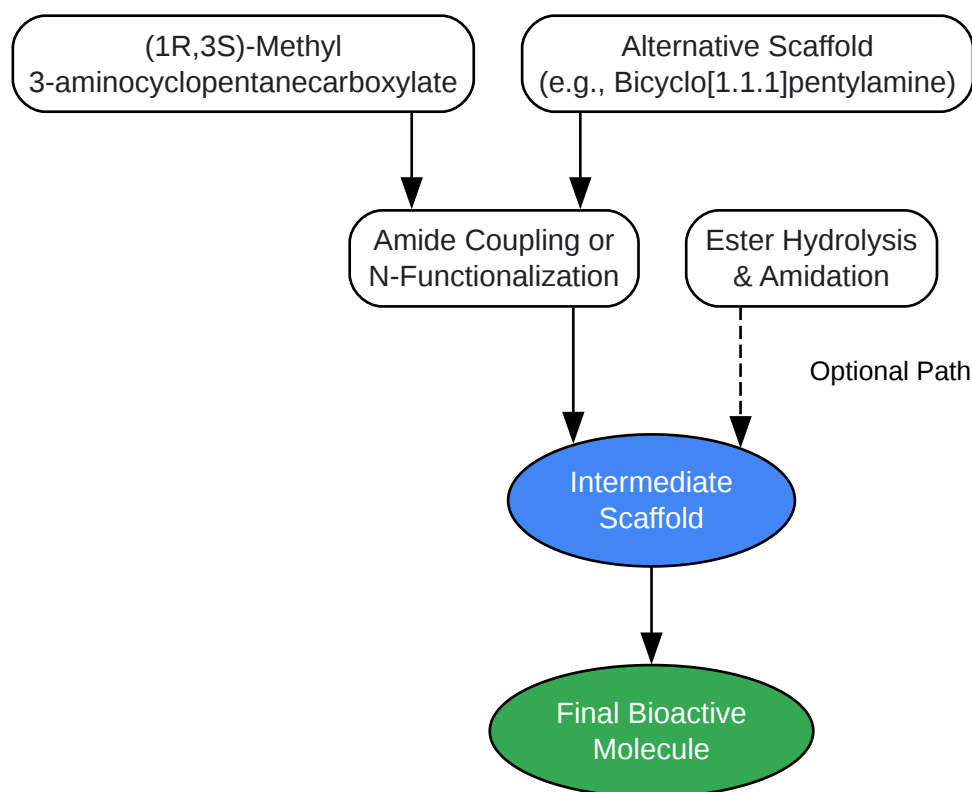 (1R,3S)-Methyl
3-aminocyclopentanecarboxylate
Alternative Scaffold
(e.g., Bicyclo[1.1.1]pentylamine)
Amide Coupling or
N-Functionalization
Ester Hydrolysis
& Amidation
Optional Path
Intermediate
Scaffold
Final Bioactive
Molecule